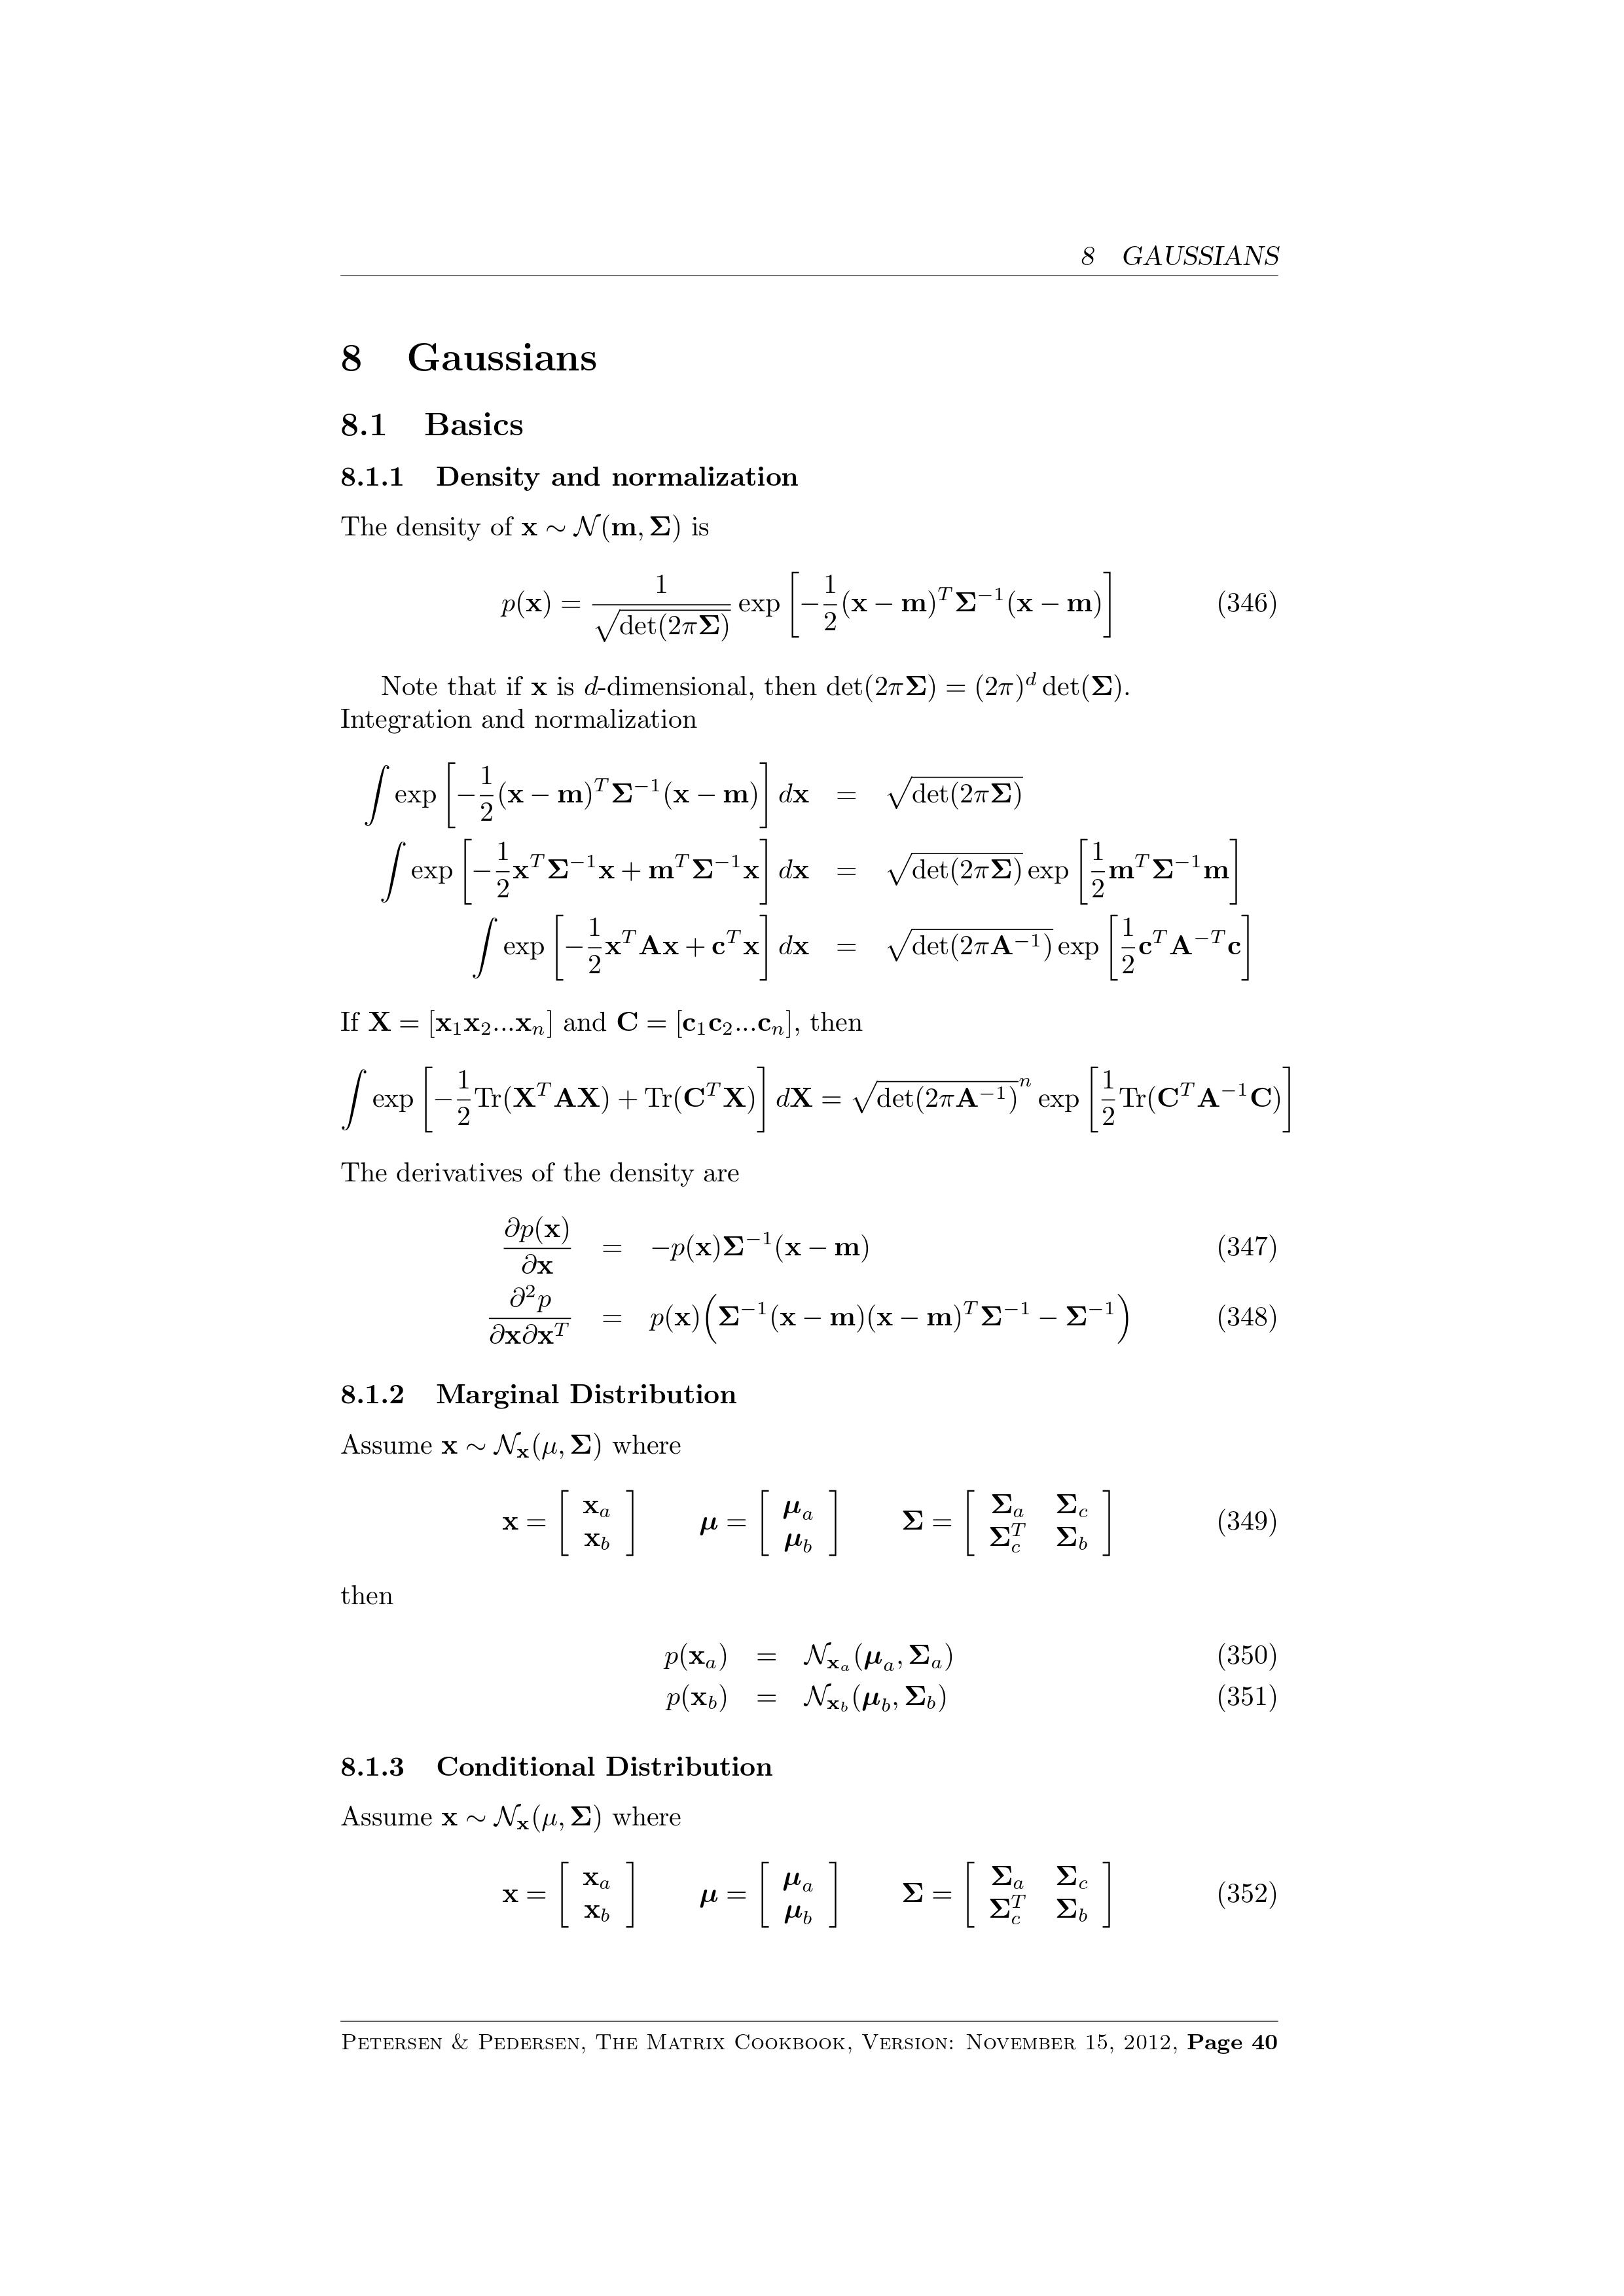 8 GAUSSIANS
8 Gaussians
8.1 Basics
8.1.1 Density and normalization
The density of $\mathbf{x} \sim \mathcal{N}(\mathbf{m}, \mathbf{\Sigma})$ is
$p(\mathbf{x}) = \frac{1}{\sqrt{\det(2\pi\mathbf{\Sigma})}} \exp\left[-\frac{1}{2}(\mathbf{x}-\mathbf{m})^T \mathbf{\Sigma}^{-1}(\mathbf{x}-\mathbf{m})\right]$ (346)
Note that if $\mathbf{x}$ is $d$-dimensional, then $\det(2\pi\mathbf{\Sigma}) = (2\pi)^d \det(\mathbf{\Sigma})$.
Integration and normalization
$\int \exp\left[-\frac{1}{2}(\mathbf{x}-\mathbf{m})^T \mathbf{\Sigma}^{-1}(\mathbf{x}-\mathbf{m})\right] d\mathbf{x} = \sqrt{\det(2\pi\mathbf{\Sigma})}$
$\int \exp\left[-\frac{1}{2}\mathbf{x}^T \mathbf{\Sigma}^{-1}\mathbf{x} + \mathbf{m}^T \mathbf{\Sigma}^{-1}\mathbf{x}\right] d\mathbf{x} = \sqrt{\det(2\pi\mathbf{\Sigma})} \exp\left[\frac{1}{2}\mathbf{m}^T \mathbf{\Sigma}^{-1}\mathbf{m}\right]$
$\int \exp\left[-\frac{1}{2}\mathbf{x}^T \mathbf{A}\mathbf{x} + \mathbf{c}^T \mathbf{x}\right] d\mathbf{x} = \sqrt{\det(2\pi\mathbf{A}^{-1})} \exp\left[\frac{1}{2}\mathbf{c}^T \mathbf{A}^{-T}\mathbf{c}\right]$
If $\mathbf{X} = [\mathbf{x}_1\mathbf{x}_2...\mathbf{x}_n]$ and $\mathbf{C} = [\mathbf{c}_1\mathbf{c}_2...\mathbf{c}_n]$, then
$\int \exp\left[-\frac{1}{2}\mathrm{Tr}(\mathbf{X}^T \mathbf{A}\mathbf{X}) + \mathrm{Tr}(\mathbf{C}^T \mathbf{X})\right] d\mathbf{X} = \sqrt{\det(2\pi\mathbf{A}^{-1})}^n \exp\left[\frac{1}{2}\mathrm{Tr}(\mathbf{C}^T \mathbf{A}^{-1}\mathbf{C})\right]$
The derivatives of the density are
$\frac{\partial p(\mathbf{x})}{\partial \mathbf{x}} = -p(\mathbf{x})\mathbf{\Sigma}^{-1}(\mathbf{x}-\mathbf{m})$ (347)
$\frac{\partial^2 p}{\partial \mathbf{x} \partial \mathbf{x}^T} = p(\mathbf{x})\left(\mathbf{\Sigma}^{-1}(\mathbf{x}-\mathbf{m})(\mathbf{x}-\mathbf{m})^T \mathbf{\Sigma}^{-1} - \mathbf{\Sigma}^{-1}\right)$ (348)
8.1.2 Marginal Distribution
Assume $\mathbf{x} \sim \mathcal{N}_{\mathbf{x}}(\mu, \mathbf{\Sigma})$ where
$\mathbf{x} = \begin{bmatrix} \mathbf{x}_a \\ \mathbf{x}_b \end{bmatrix} \quad \boldsymbol{\mu} = \begin{bmatrix} \boldsymbol{\mu}_a \\ \boldsymbol{\mu}_b \end{bmatrix} \quad \mathbf{\Sigma} = \begin{bmatrix} \mathbf{\Sigma}_a & \mathbf{\Sigma}_c \\ \mathbf{\Sigma}_c^T & \mathbf{\Sigma}_b \end{bmatrix}$ (349)
then
$p(\mathbf{x}_a) = \mathcal{N}_{\mathbf{x}_a}(\boldsymbol{\mu}_a, \mathbf{\Sigma}_a)$ (350)
$p(\mathbf{x}_b) = \mathcal{N}_{\mathbf{x}_b}(\boldsymbol{\mu}_b, \mathbf{\Sigma}_b)$ (351)
8.1.3 Conditional Distribution
Assume $\mathbf{x} \sim \mathcal{N}_{\mathbf{x}}(\mu, \mathbf{\Sigma})$ where
$\mathbf{x} = \begin{bmatrix} \mathbf{x}_a \\ \mathbf{x}_b \end{bmatrix} \quad \boldsymbol{\mu} = \begin{bmatrix} \boldsymbol{\mu}_a \\ \boldsymbol{\mu}_b \end{bmatrix} \quad \mathbf{\Sigma} = \begin{bmatrix} \mathbf{\Sigma}_a & \mathbf{\Sigma}_c \\ \mathbf{\Sigma}_c^T & \mathbf{\Sigma}_b \end{bmatrix}$ (352)
PETERSEN & PEDERSEN, THE MATRIX COOKBOOK, VERSION: NOVEMBER 15, 2012, Page 40